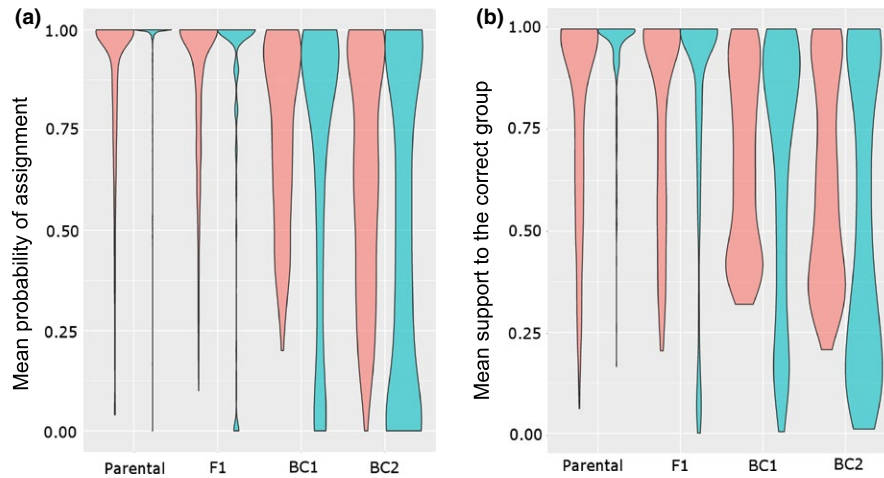 (a)
Mean probability of assignment
1.00
0.75
0.50
0.25
0.00
Parental F1 BC1 BC2
(b)
Mean support to the correct group
1.00
0.75
0.50
0.25
0.00
Parental F1 BC1 BC2